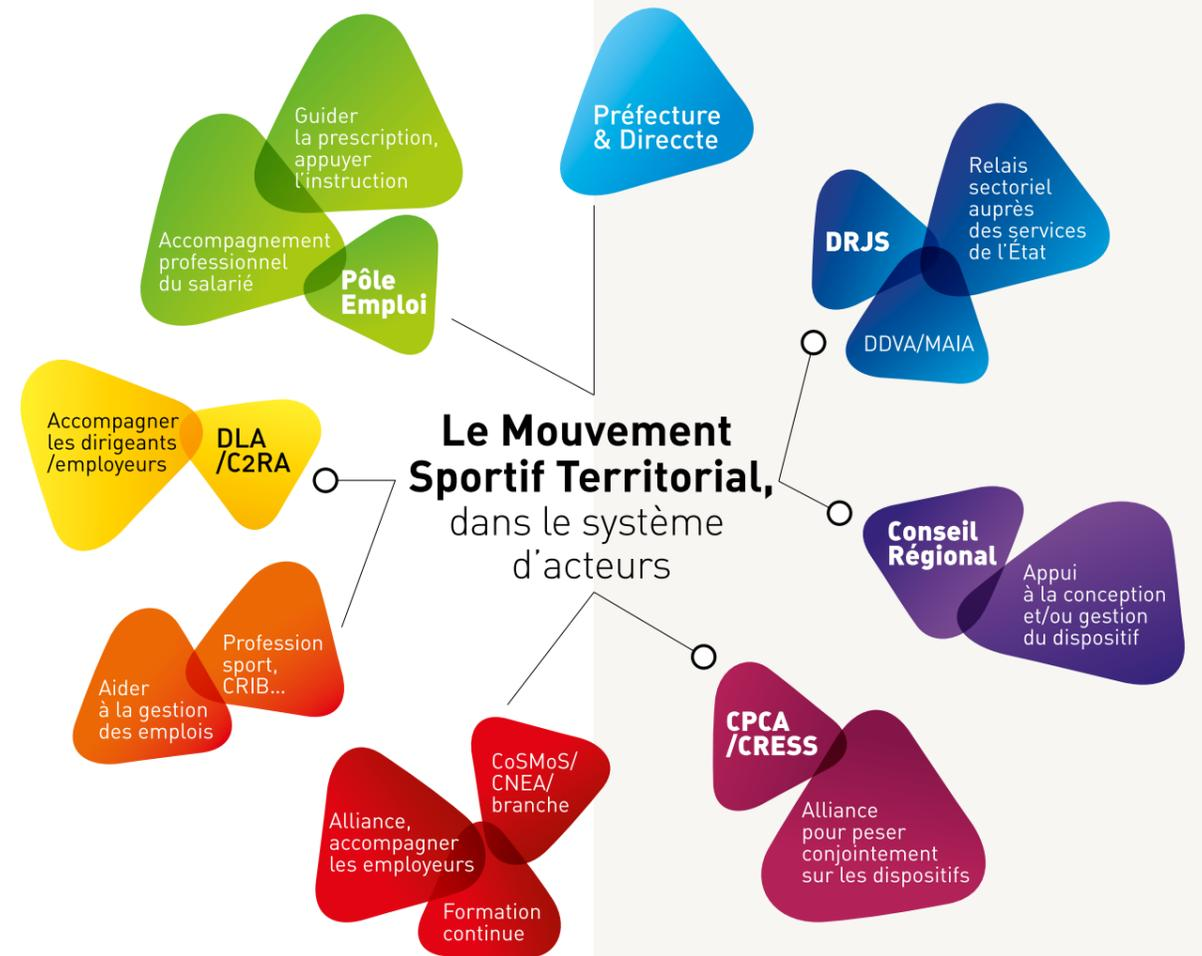 Guider
la prescription,
appuyer
l'instruction
Accompagnement
professionnel
du salarié
Pôle
Emploi
Préfecture
& Direccte
DRJS
Relais
sectoriel
auprès
des services
de l'État
DDVA/MAIA
Accompagner
les dirigeants
/employeurs
DLA
/C2RA
Le Mouvement
Sportif Territorial,
dans le système
d'acteurs
Conseil
Régional
Appui
à la conception
et/ou gestion
du dispositif
Profession
sport,
CRIB...
Aider
à la gestion
des emplois
CoSMoS/
CNEA/
branche
Alliance,
accompagner
les employeurs
Formation
continue
CPCA
/CRESS
Alliance
pour peser
conjointement
sur les dispositifs